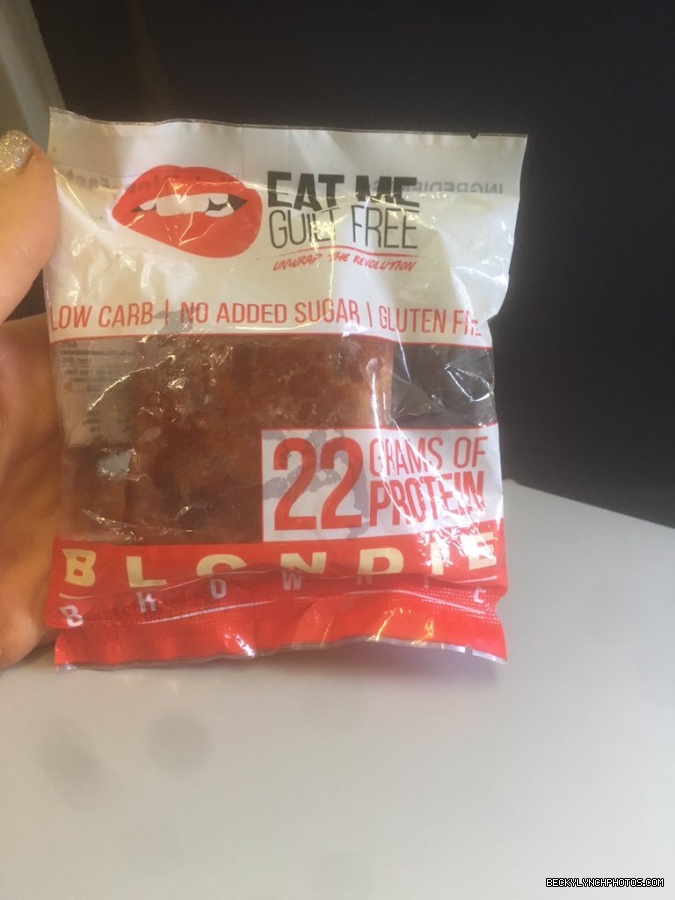 EAT ME
GUILT FREE
UNWRAP THE REVOLUTION
LOW CARB | NO ADDED SUGAR | GLUTEN FRE
22 GRAMS OF
PROTEIN
BLONDIE
BROWNIE
BECKYLYNCHPHOTOS.COM